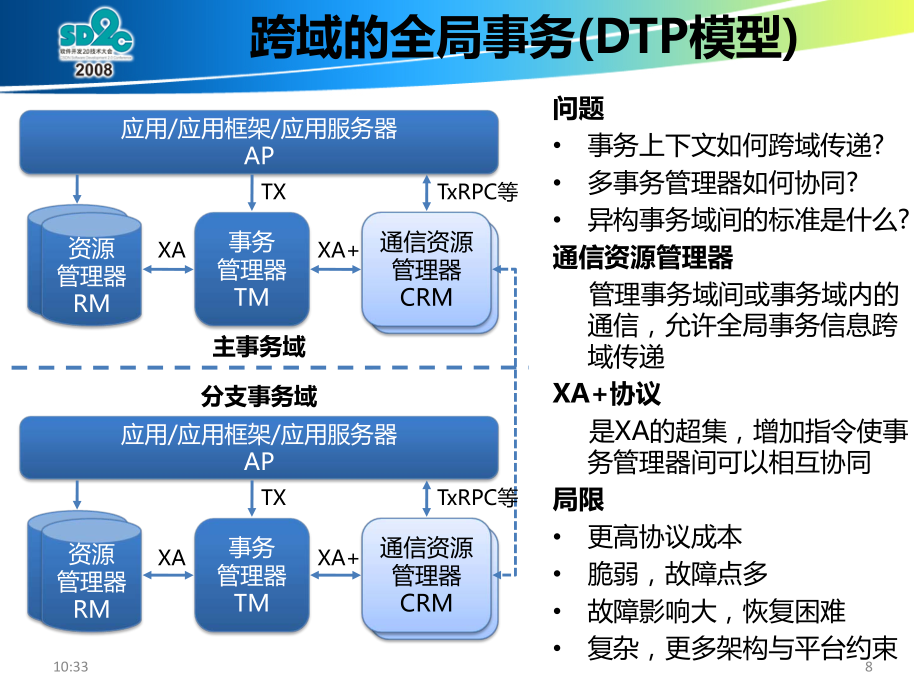 SD2C
软件开发2.0技术大会
2008
跨域的全局事务(DTP模型)
应用/应用框架/应用服务器
AP
TX
TxRPC等
资源
管理器
RM
XA
事务
管理器
TM
XA+
通信资源
管理器
CRM
主事务域
分支事务域
应用/应用框架/应用服务器
AP
TX
TxRPC等
资源
管理器
RM
XA
事务
管理器
TM
XA+
通信资源
管理器
CRM
问题
• 事务上下文如何跨域传递?
• 多事务管理器如何协同?
• 异构事务域间的标准是什么?
通信资源管理器
管理事务域间或事务域内的
通信，允许全局事务信息跨
域传递
XA+协议
是XA的超集，增加指令使事
务管理器间可以相互协同
局限
• 更高协议成本
• 脆弱，故障点多
• 故障影响大，恢复困难
• 复杂，更多架构与平台约束
10:33
8